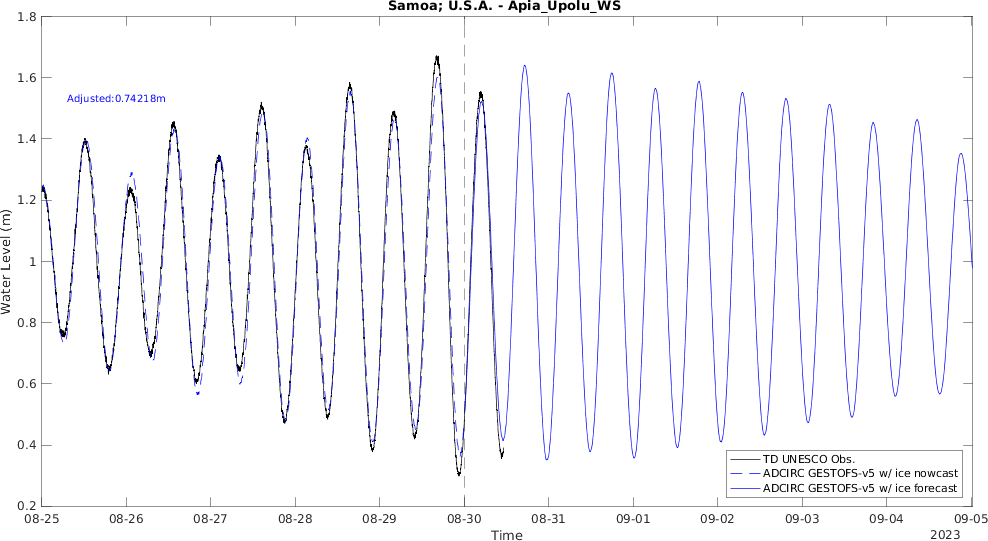 Samoa; U.S.A. - Apia_Upolu_WS
1.8
1.6
1.4
1.2
1
0.8
0.6
0.4
0.2
Water Level (m)
Adjusted:0.74218m
TD UNESCO Obs.
ADCIRC GESTOFS-v5 w/ ice nowcast
ADCIRC GESTOFS-v5 w/ ice forecast
08-25 08-26 08-27 08-28 08-29 08-30 08-31 09-01 09-02 09-03 09-04 09-05
Time
2023